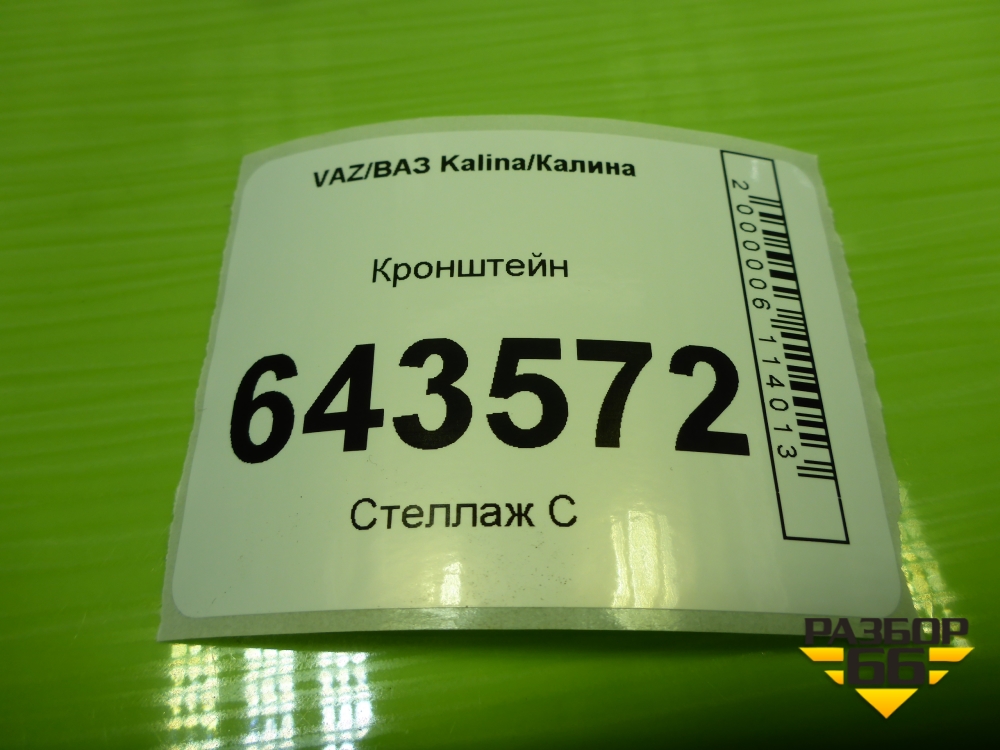 VAZ/ВАЗ Kalina/Калина
Кронштейн
643572
Стеллаж С
2000006114013
РАЗБОР
66